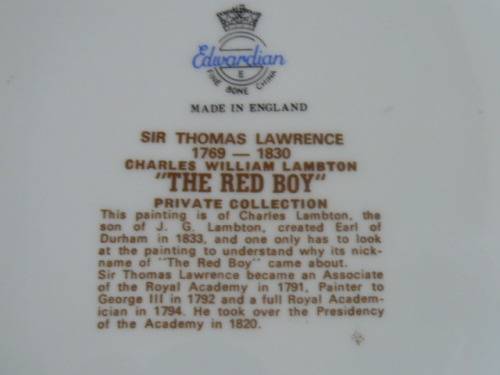 Edwardian
E
FINE BONE CHINA
MADE IN ENGLAND
SIR THOMAS LAWRENCE
1769 — 1830
CHARLES WILLIAM LAMBTON
"THE RED BOY"
PRIVATE COLLECTION
This painting is of Charles Lambton, the
son of J. G. Lambton, created Earl of
Durham in 1833, and one only has to look
at the painting to understand why its nick-
name of "The Red Boy" came about.
Sir Thomas Lawrence became an Associate
of the Royal Academy in 1791, Painter to
George III in 1792 and a full Royal Academ-
ician in 1794. He took over the Presidency
of the Academy in 1820.